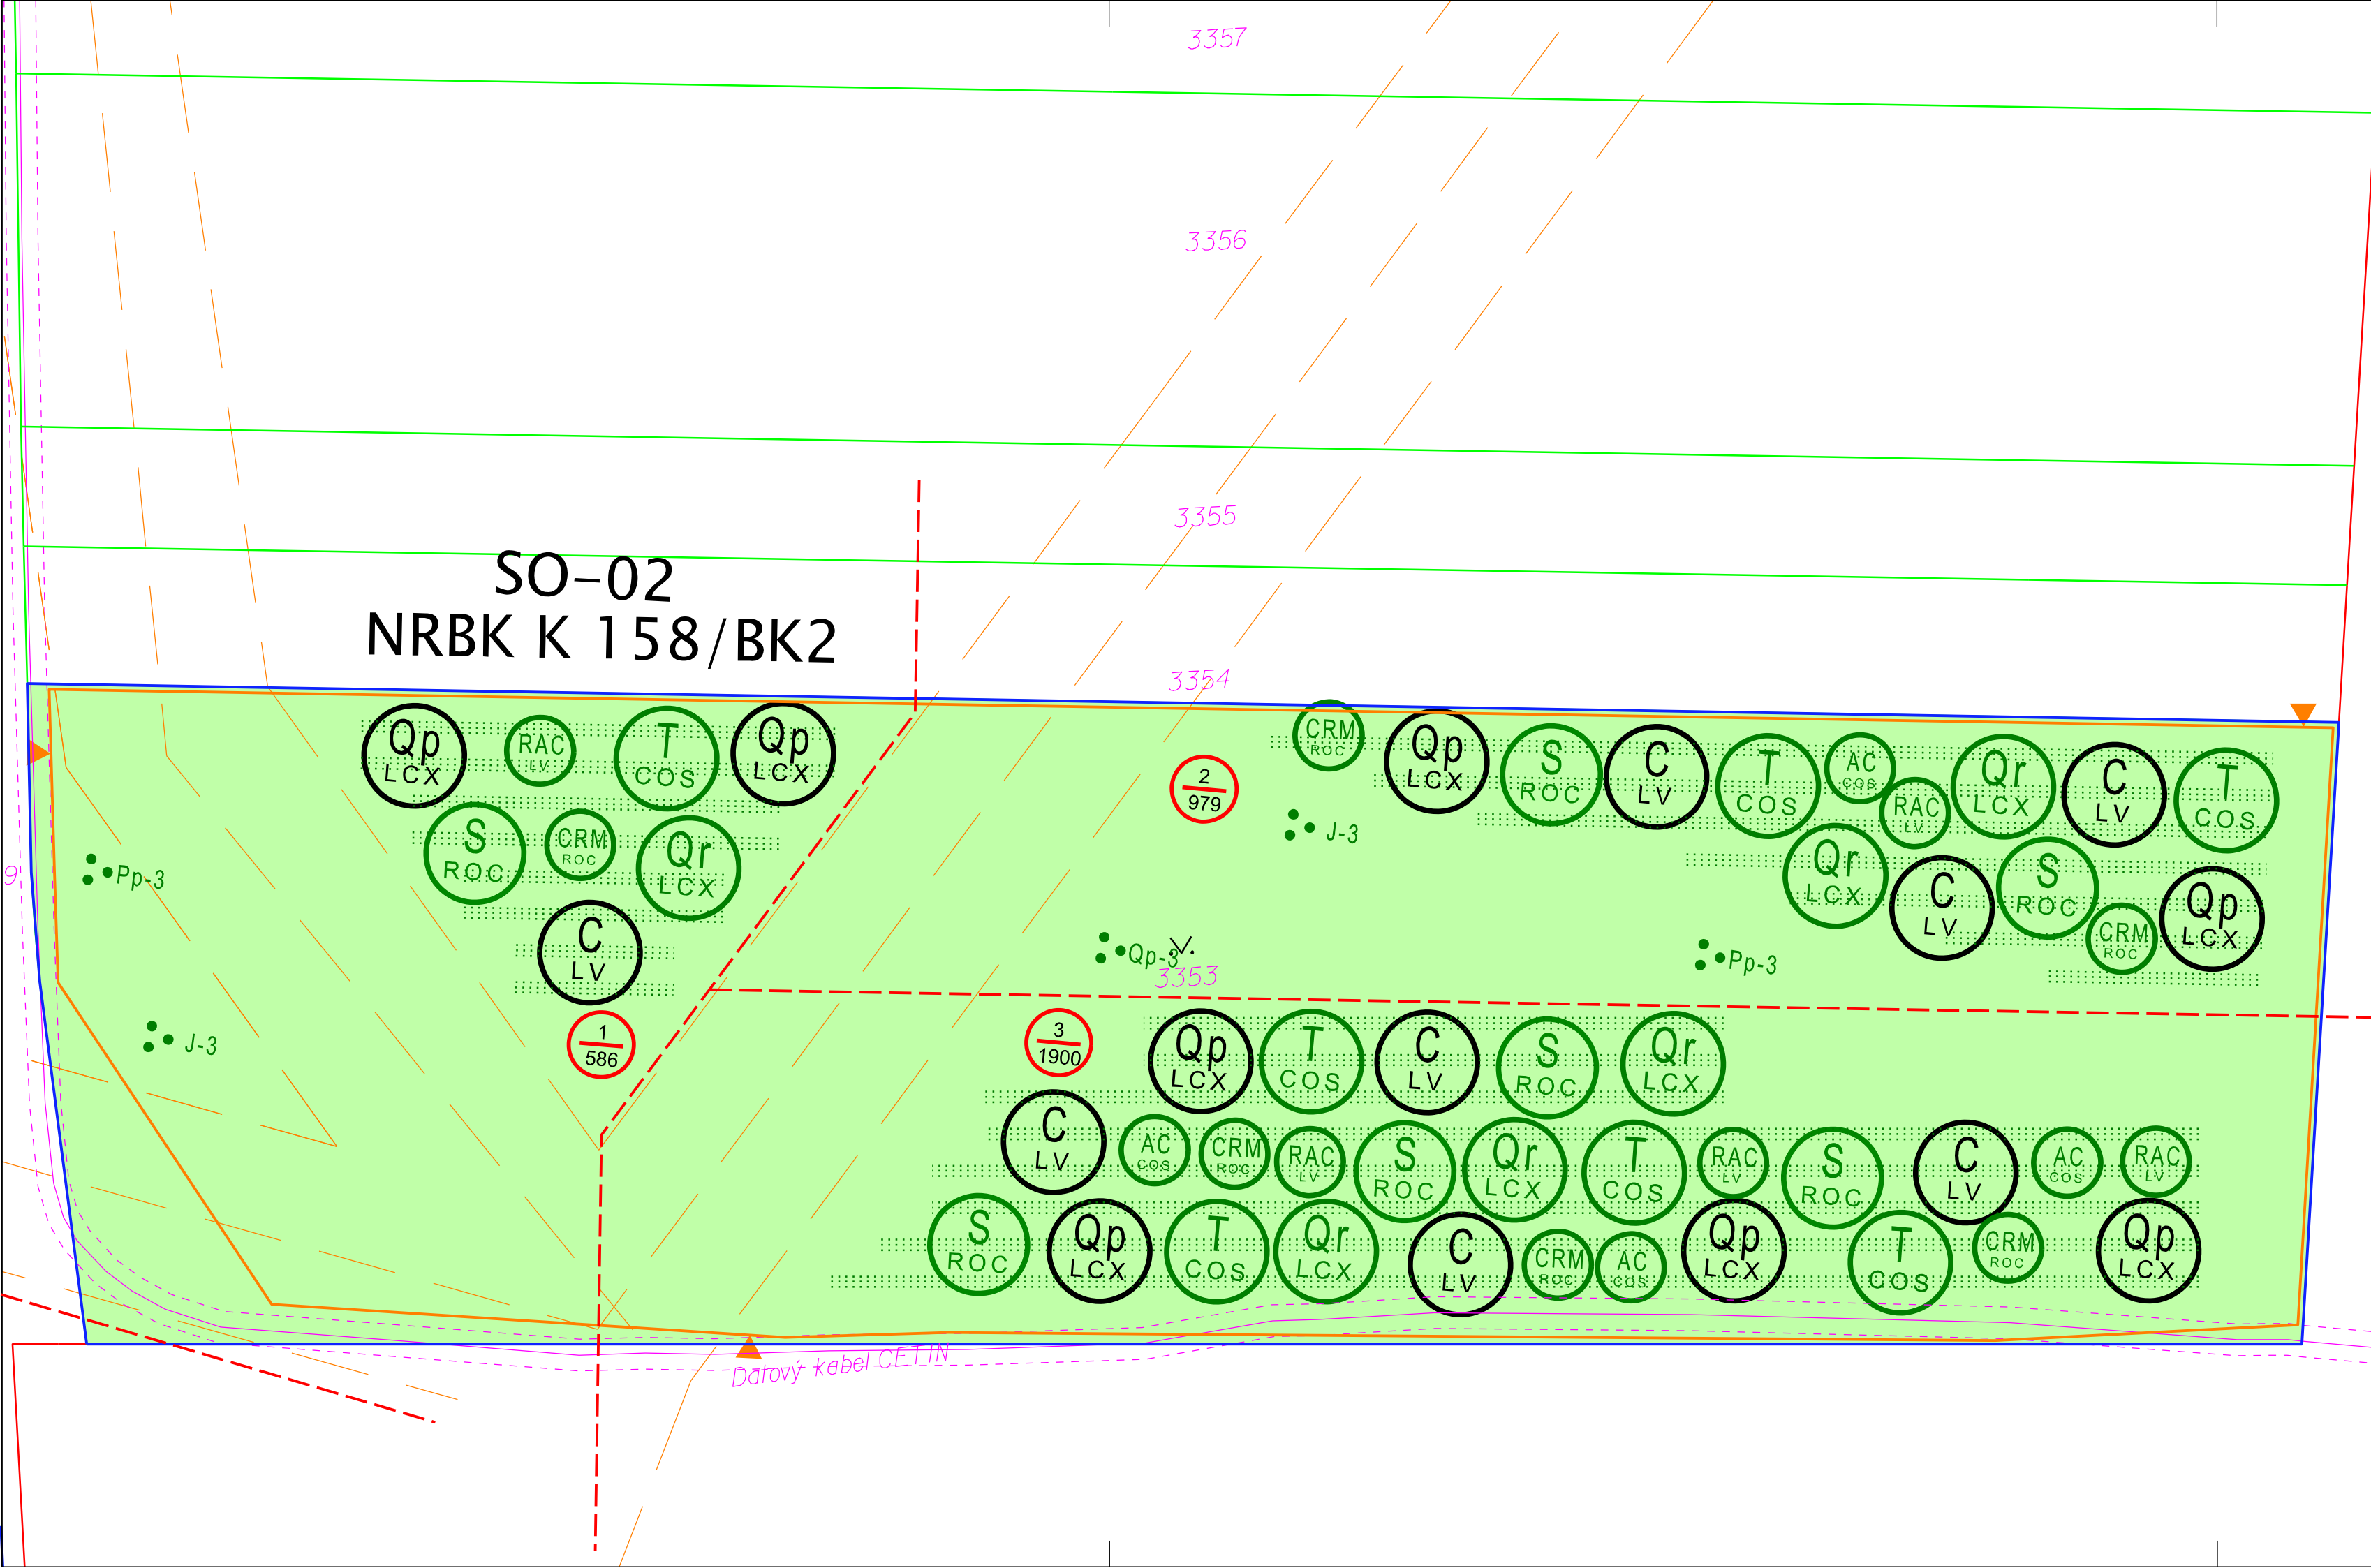 3357
3356
3355
SO-02
NRBK K 158/BK2
3354
Qp
LCX
RAC
LV
T
COS
Qp
LCX
CRM
ROC
Qp
LCX
S
ROC
C
LV
T
COS
AC
COS
RAC
LV
Qr
LCX
C
LV
T
COS
2
979
J-3
S
ROC
CRM
ROC
Qr
LCX
Qr
LCX
C
LV
S
ROC
CRM
ROC
Qp
LCX
9
Pp-3
C
LV
Qp-3
3353
Pp-3
J-3
1
586
3
1900
Qp
LCX
T
COS
C
LV
S
ROC
Qr
LCX
C
LV
AC
COS
CRM
ROC
RAC
LV
S
ROC
Qr
LCX
T
COS
RAC
LV
S
ROC
C
LV
AC
COS
RAC
LV
S
ROC
Qp
LCX
T
COS
Qr
LCX
C
LV
CRM
ROC
AC
COS
Qp
LCX
T
COS
CRM
ROC
Qp
LCX
Datový kabel CETIN